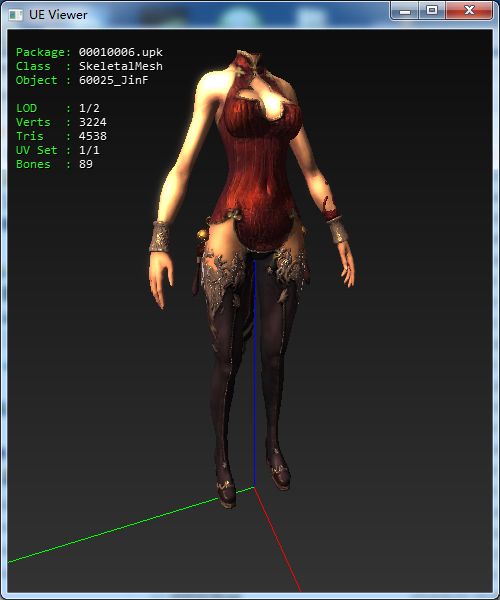 UE Viewer
Package: 00010006.upk
Class : SkeletalMesh
Object : 60025_JinF
LOD : 1/2
Verts : 3224
Tris : 4538
UV Set : 1/1
Bones : 89